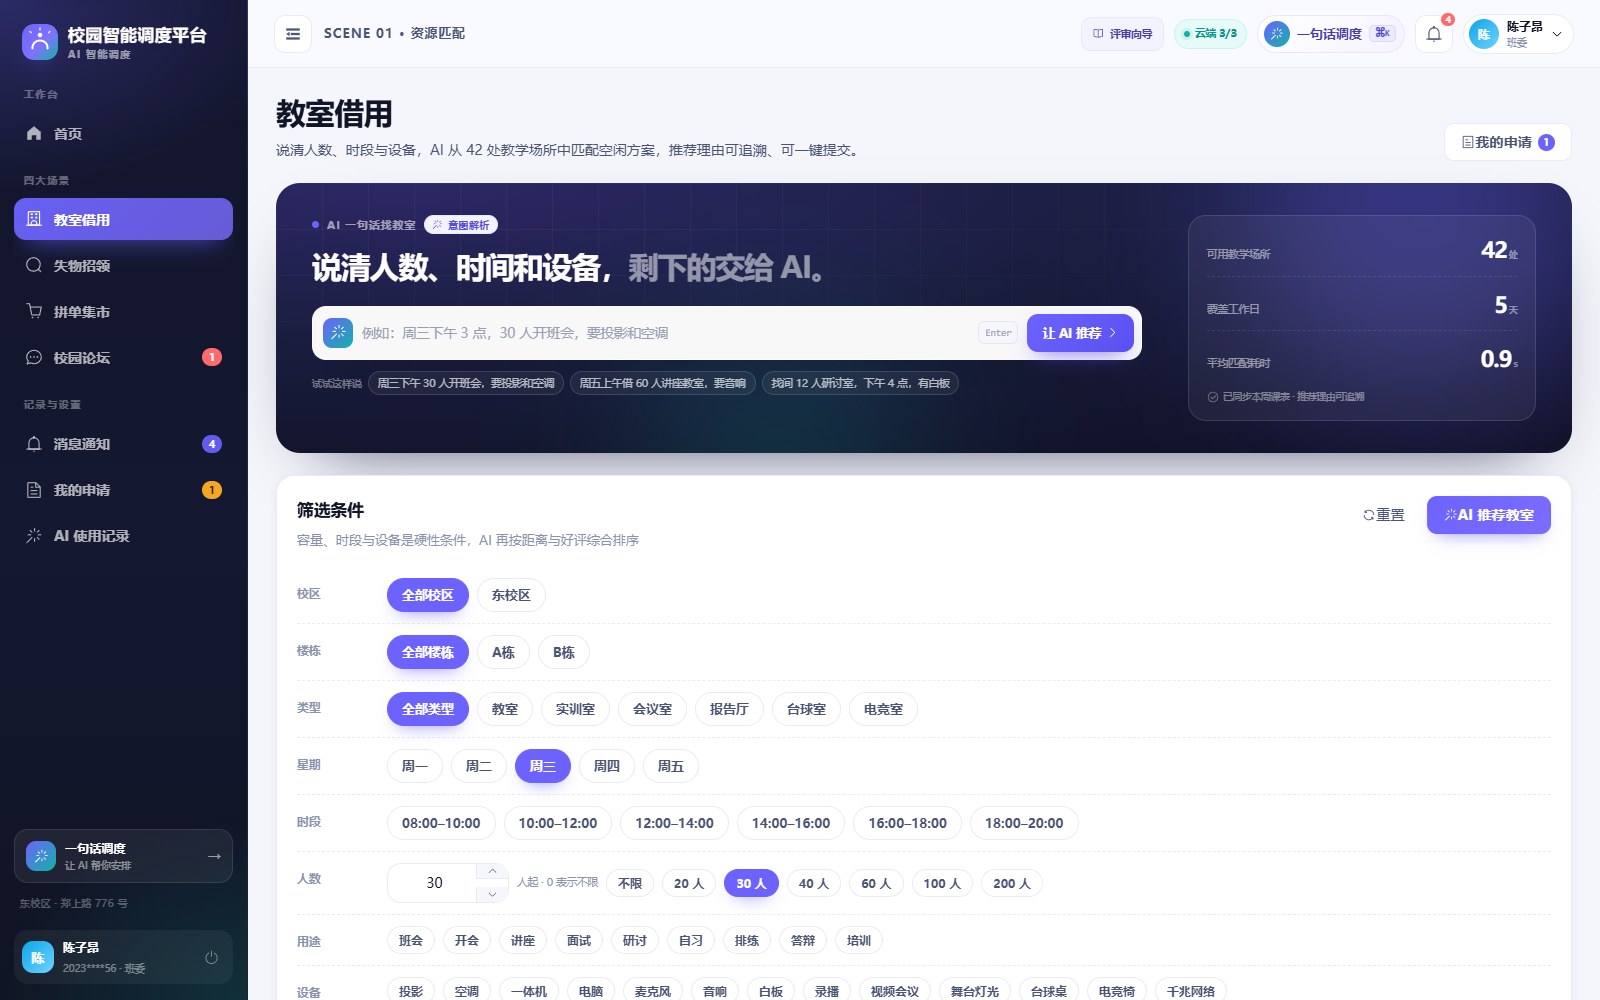 校园智能调度平台
AI 智能调度
工作台
首页
四大场景
教室借用
失物招领
拼单集市
校园论坛 1
记录与设置
消息通知 4
我的申请 1
AI 使用记录
一句话调度
让 AI 帮你安排
→
东校区 · 郑上路 776 号
陈
陈子昂
2023****56 · 班委
SCENE 01 • 资源匹配
评审向导
云端 3/3
一句话调度 ⌘K
4
陈
陈子昂
班委
教室借用
说清人数、时段与设备，AI 从 42 处教学场所中匹配空闲方案，推荐理由可追溯、可一键提交。
我的申请 1
AI 一句话找教室 意图解析
说清人数、时间和设备，剩下的交给 AI。
例如：周三下午 3 点，30 人开班会，要投影和空调 Enter 让 AI 推荐
试试这样说 周三下午 30 人开班会，要投影和空调 周五上午借 60 人讲座教室，要音响 找间 12 人研讨室，下午 4 点，有白板
可用教学场所 42处
覆盖工作日 5天
平均匹配耗时 0.9s
已同步本周课表 · 推荐理由可追溯
筛选条件
容量、时段与设备是硬性条件，AI 再按距离与好评综合排序
重置 AI 推荐教室
校区 全部校区 东校区
楼栋 全部楼栋 A栋 B栋
类型 全部类型 教室 实训室 会议室 报告厅 台球室 电竞室
星期 周一 周二 周三 周四 周五
时段 08:00–10:00 10:00–12:00 12:00–14:00 14:00–16:00 16:00–18:00 18:00–20:00
人数 30 人起 · 0 表示不限 不限 20 人 30 人 40 人 60 人 100 人 200 人
用途 班会 开会 讲座 面试 研讨 自习 排练 答辩 培训
设备 投影 空调 一体机 电脑 麦克风 音响 白板 录播 视频会议 舞台灯光 台球桌 电竞椅 千兆网络